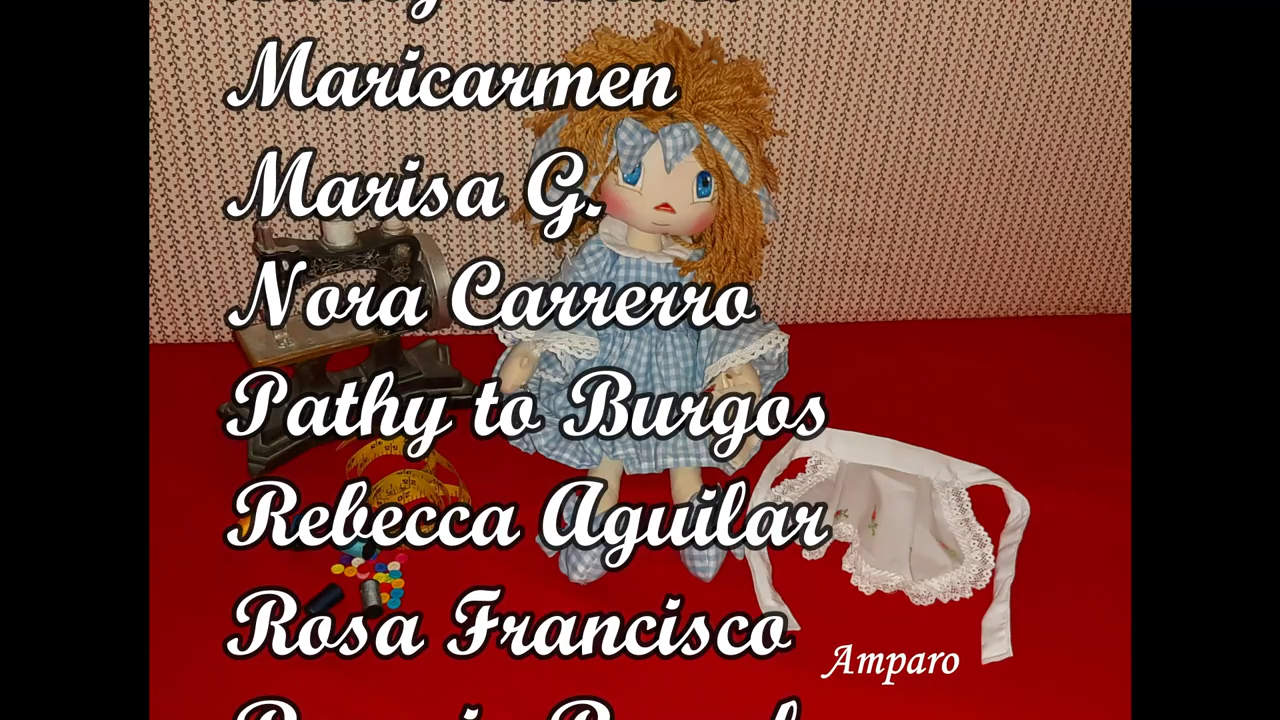 Maricarmen
Marisa G.
Nora Carrerro
Pathy to Burgos
Rebecca Aguilar
Rosa Francisco
Amparo